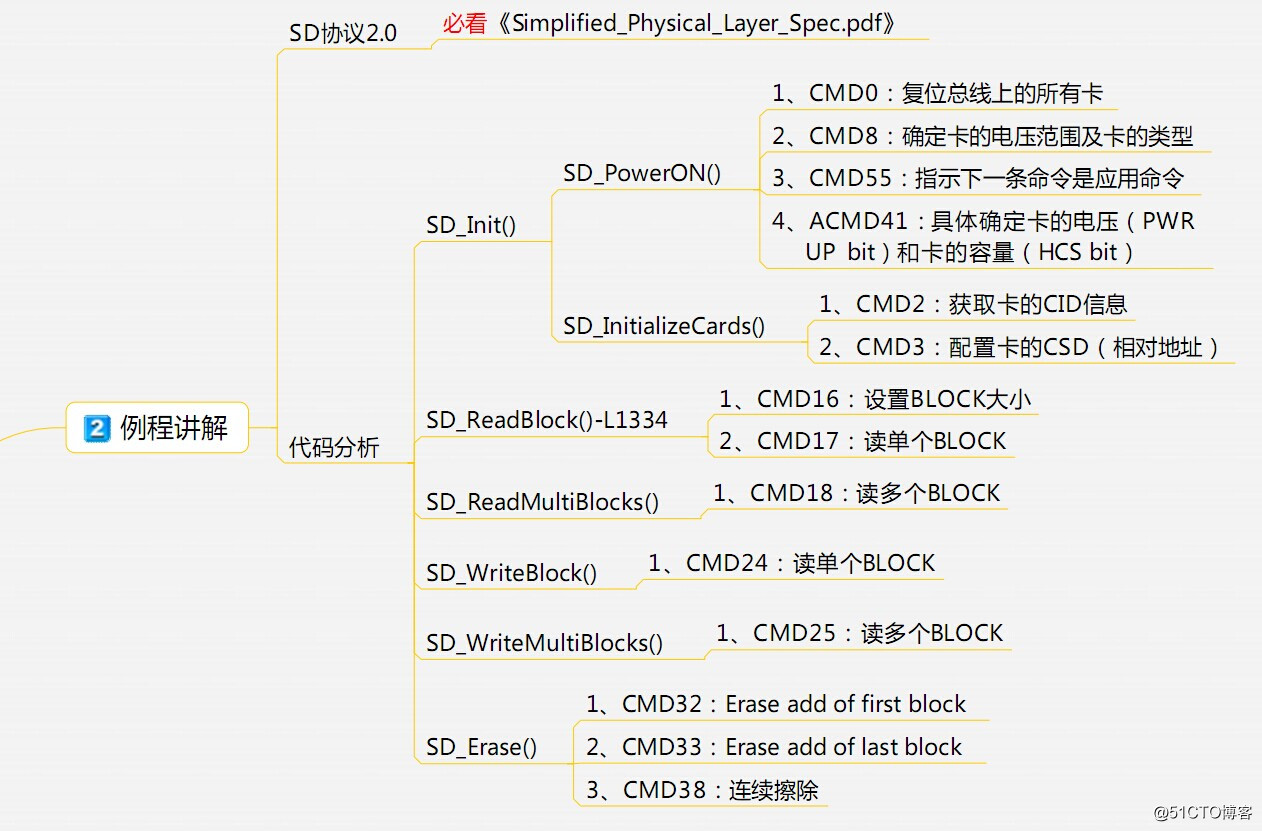 SD协议2.0
必看《Simplified_Physical_Layer_Spec.pdf》
2 例程讲解
代码分析
SD_Init()
SD_PowerON()
1、CMD0：复位总线上的所有卡
2、CMD8：确定卡的电压范围及卡的类型
3、CMD55：指示下一条命令是应用命令
4、ACMD41：具体确定卡的电压（PWR
UP bit）和卡的容量（HCS bit）
SD_InitializeCards()
1、CMD2：获取卡的CID信息
2、CMD3：配置卡的CSD（相对地址）
SD_ReadBlock()-L1334
1、CMD16：设置BLOCK大小
2、CMD17：读单个BLOCK
SD_ReadMultiBlocks()
1、CMD18：读多个BLOCK
SD_WriteBlock()
1、CMD24：读单个BLOCK
SD_WriteMultiBlocks()
1、CMD25：读多个BLOCK
SD_Erase()
1、CMD32：Erase add of first block
2、CMD33：Erase add of last block
3、CMD38：连续擦除
@51CTO博客